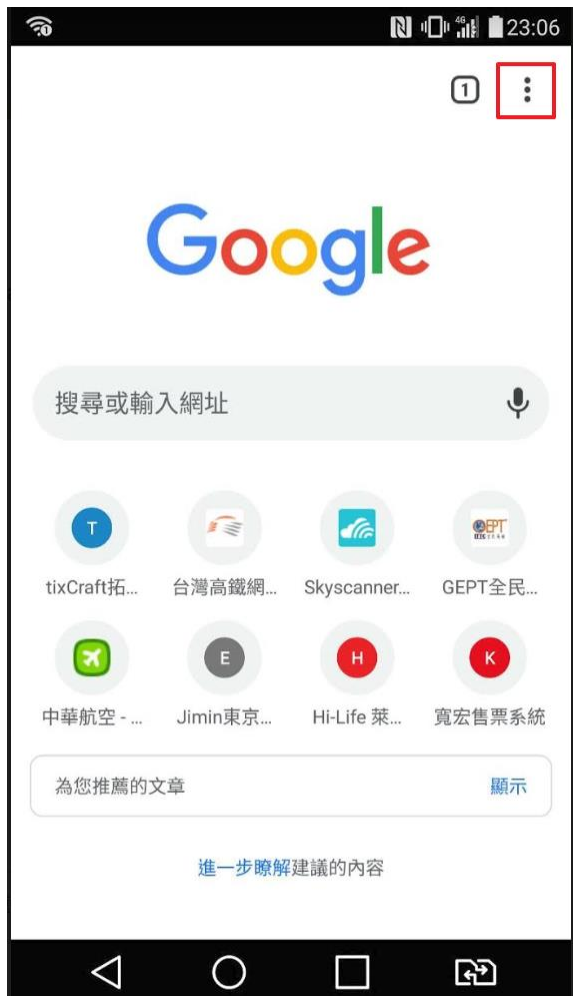 4G 23:06
1
Google
搜尋或輸入網址
T GEPT
tixCraft拓... 台灣高鐵網... Skyscanner... GEPT全民...
E H K
中華航空 - ... Jimin東京... Hi-Life 萊... 寬宏售票系統
為您推薦的文章 顯示
進一步瞭解建議的內容